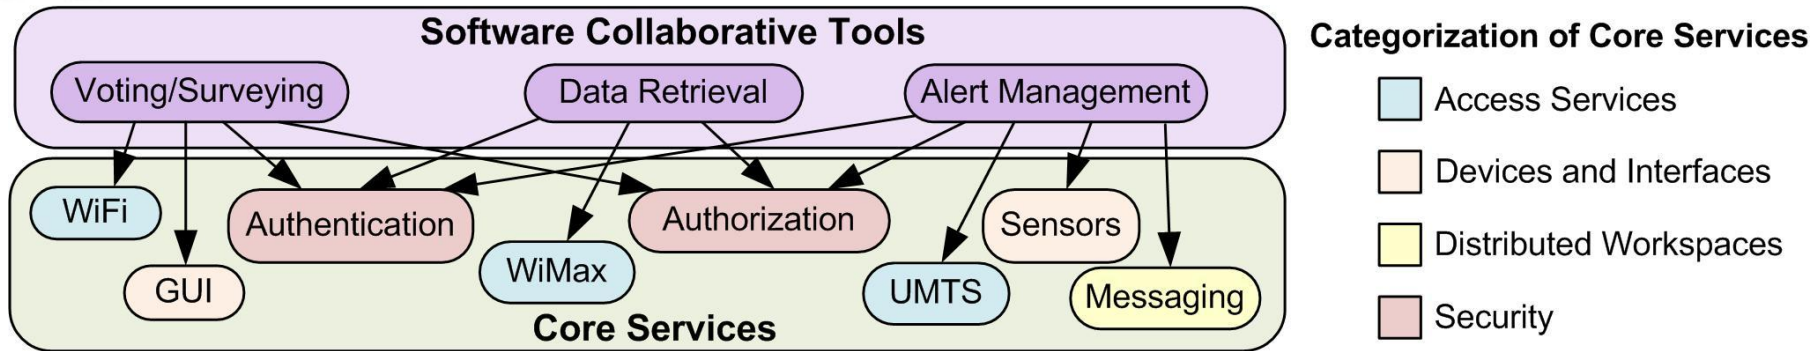 Software Collaborative Tools
Voting/Surveying
Data Retrieval
Alert Management
WiFi
GUI
Authentication
WiMax
Authorization
UMTS
Sensors
Messaging
Core Services
Categorization of Core Services
Access Services
Devices and Interfaces
Distributed Workspaces
Security